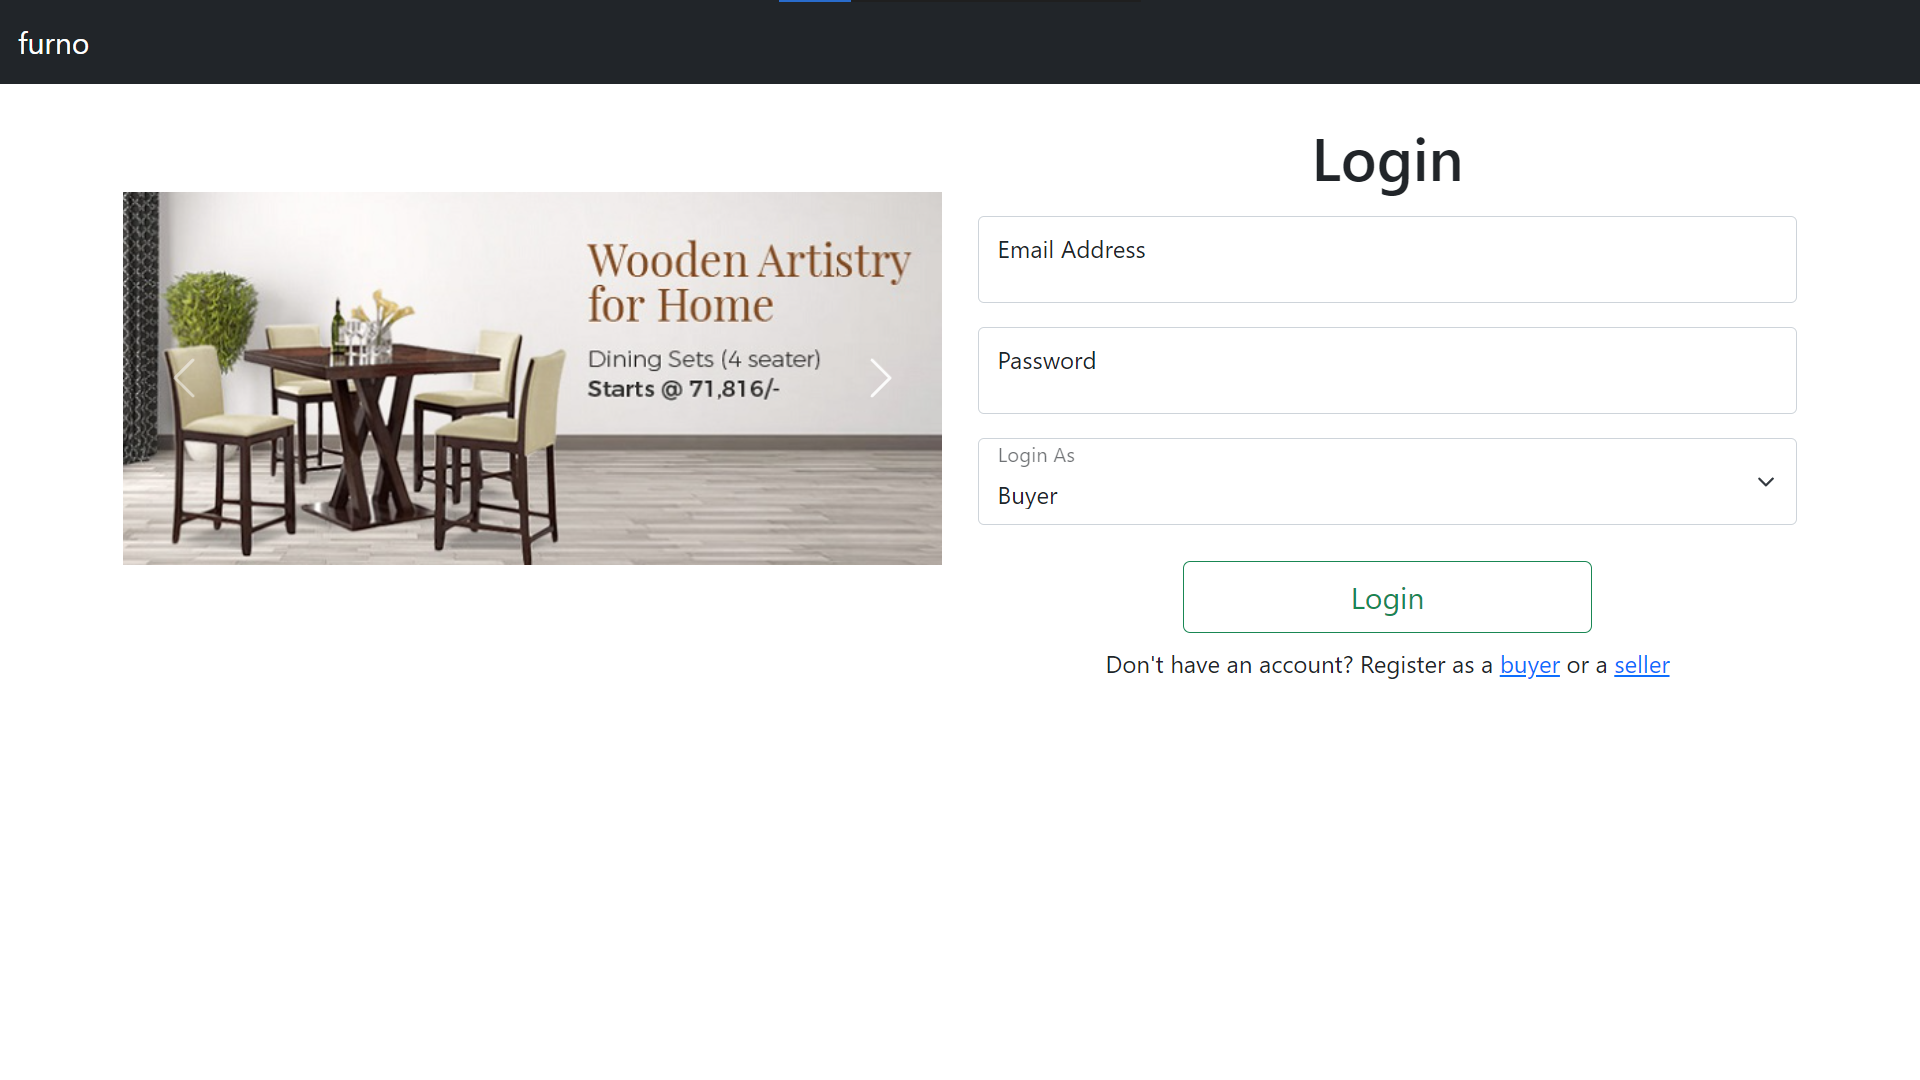 furno
Wooden Artistry
for Home
Dining Sets (4 seater)
Starts @ 71,816/-
Login
Email Address
Password
Login As
Buyer
Login
Don't have an account? Register as a buyer or a seller